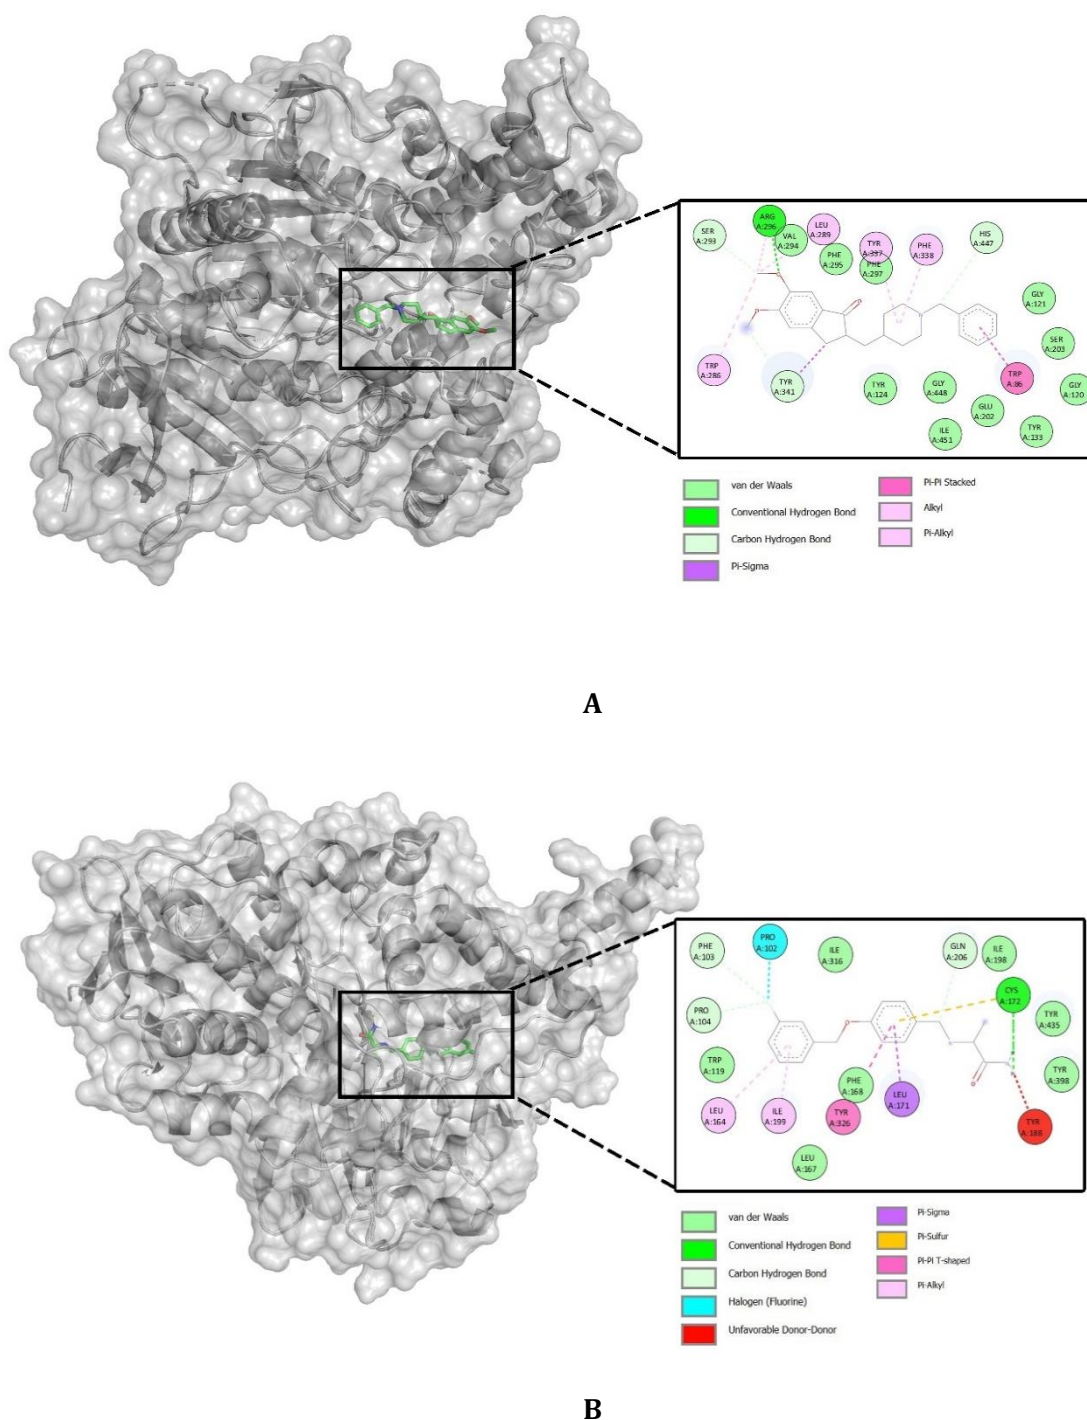 SER
A:293
ARG
A:296
VAL
A:294
LEU
A:289
PHE
A:295
TYR
A:337
PHE
A:297
PHE
A:338
HIS
A:447
GLY
A:121
SER
A:203
TRP
A:286
TYR
A:341
TYR
A:124
GLY
A:448
GLU
A:202
TRP
A:86
GLY
A:120
ILE
A:451
TYR
A:133
van der Waals
Conventional Hydrogen Bond
Carbon Hydrogen Bond
Pi-Sigma
Pi-Pi Stacked
Alkyl
Pi-Alkyl
A
PHE
A:103
PRO
A:102
ILE
A:316
GLN
A:206
ILE
A:198
CYS
A:172
PRO
A:104
TYR
A:435
TRP
A:119
PHE
A:168
TYR
A:398
LEU
A:164
ILE
A:199
TYR
A:326
LEU
A:171
TYR
A:188
LEU
A:167
van der Waals
Conventional Hydrogen Bond
Carbon Hydrogen Bond
Halogen (Fluorine)
Unfavorable Donor-Donor
Pi-Sigma
Pi-Sulfur
Pi-Pi T-shaped
Pi-Alkyl
B